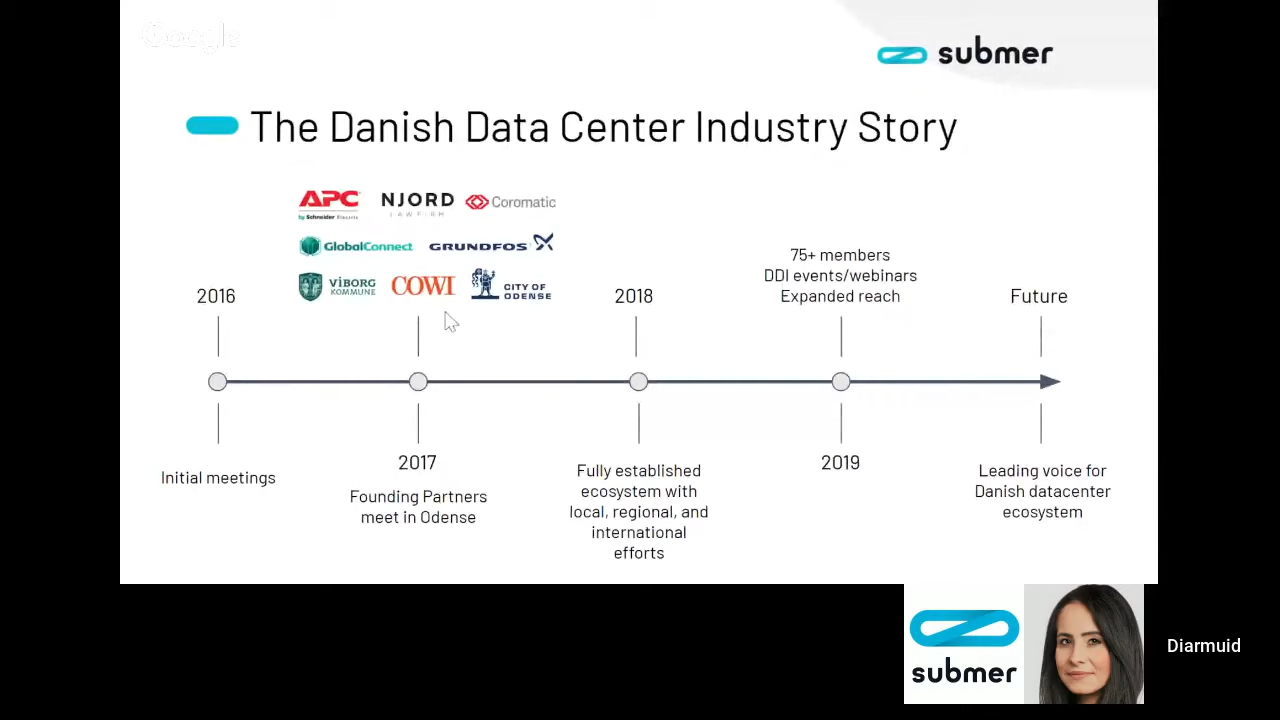 Google
submer
The Danish Data Center Industry Story
APC
by Schneider Electric
NJORD
LAW FIRM
Coromatic
GlobalConnect
GRUNDFOS
VIBORG
KOMMUNE
COWI
CITY OF
ODENSE
2016
2018
75+ members
DDI events/webinars
Expanded reach
Future
Initial meetings
2017
Founding Partners
meet in Odense
Fully established
ecosystem with
local, regional, and
international
efforts
2019
Leading voice for
Danish datacenter
ecosystem
submer
Diarmuid